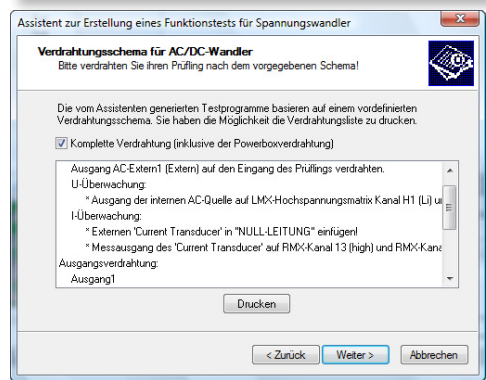 Assistent zur Erstellung eines Funktionstests für Spannungswandler
Verdrahtungsschema für AC/DC-Wandler
Bitte verdrahten Sie ihren Prüfling nach dem vorgegebenen Schema!
Die vom Assistenten generierten Testprogramme basieren auf einem vordefinierten
Verdrahtungsschema. Sie haben die Möglichkeit die Verdrahtungsliste zu drucken.
Komplette Verdrahtung (inklusive der Powerboxverdrahtung)
Ausgang AC-Extern1 (Extern) auf den Eingang des Prüflings verdrahten.
U-Überwachung:
* Ausgang der internen AC-Quelle auf LMX-Hochspannungsmatrix Kanal H1 (Li)
I-Überwachung:
* Externen 'Current Transducer' in "NULL-LEITUNG" einfügen!
* Messausgang des 'Current Transducer' auf RMX-Kanal 13 (high) und RMX-Kana
Ausgangsverdrahtung:
Ausgang1
Drucken
< Zurück Weiter > Abbrechen